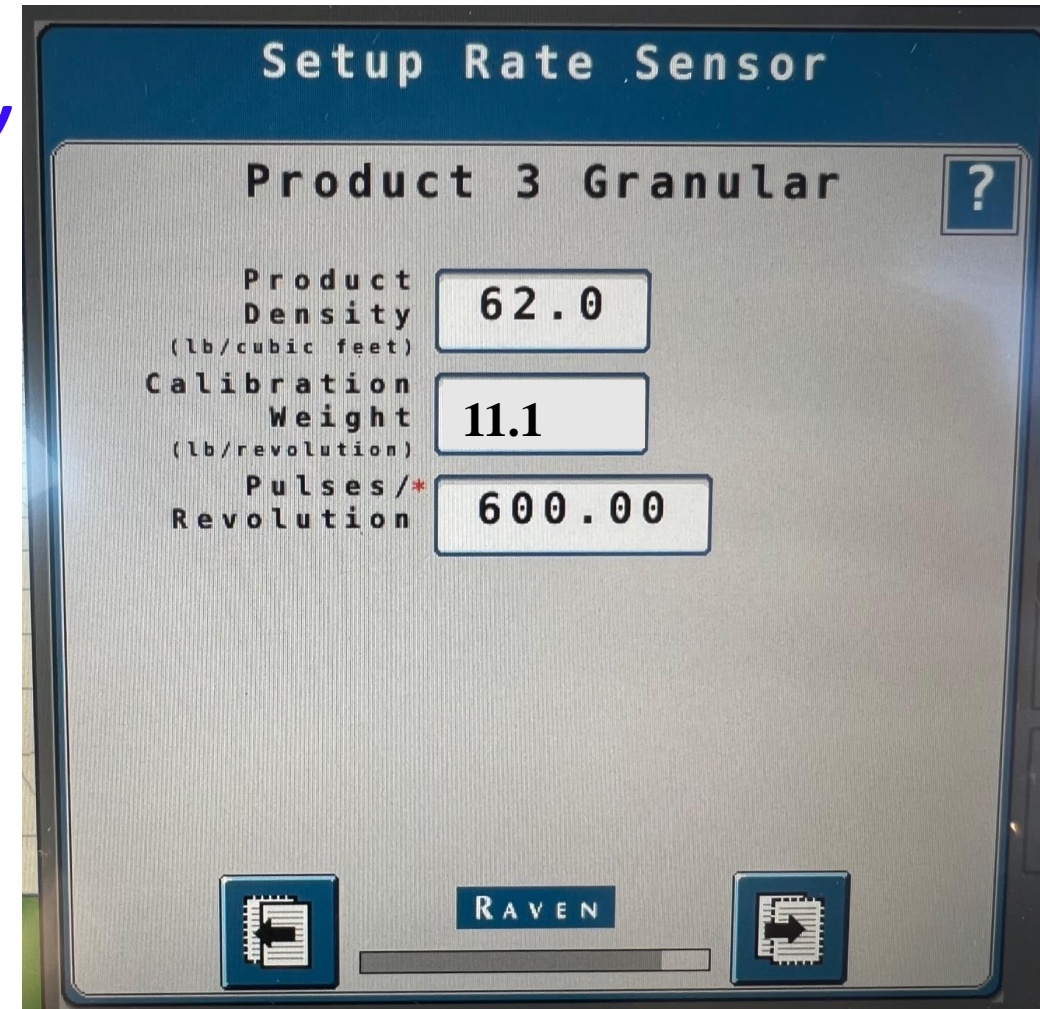 Setup Rate Sensor
Product 3 Granular
?
Product
Density
(lb/cubic feet)
62.0
Calibration
Weight
(lb/revolution)
11.1
Pulses/*
Revolution
600.00
RAVEN